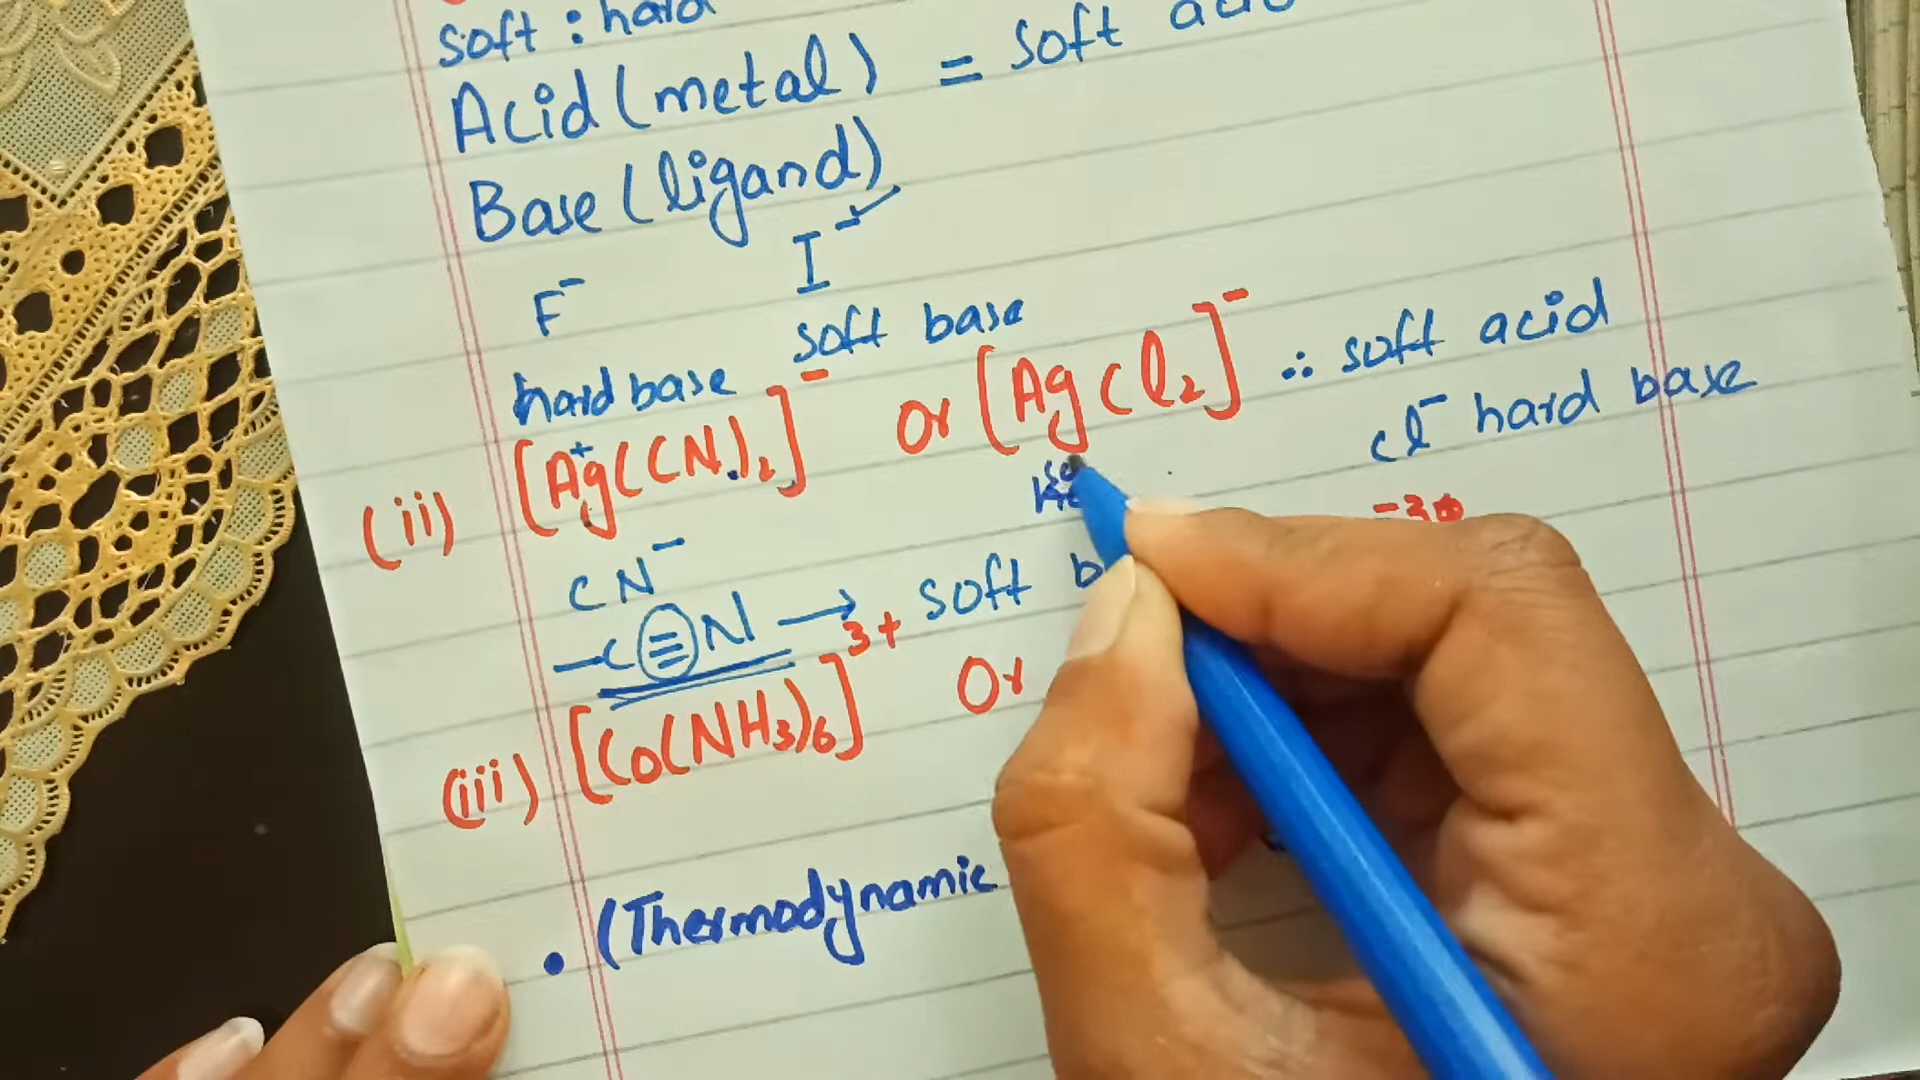 soft : hard
Acid (metal) = soft acid
Base (ligand)
F⁻ I⁻
hard base soft base
(ii) [Ag⁺(CN)₂]⁻ Or [AgCl₂]⁻ ∴ soft acid
Cl⁻ hard base
CN⁻
–C≡N → soft
(iii) [Co(NH₃)₆]³⁺ Or
• (Thermodynamic